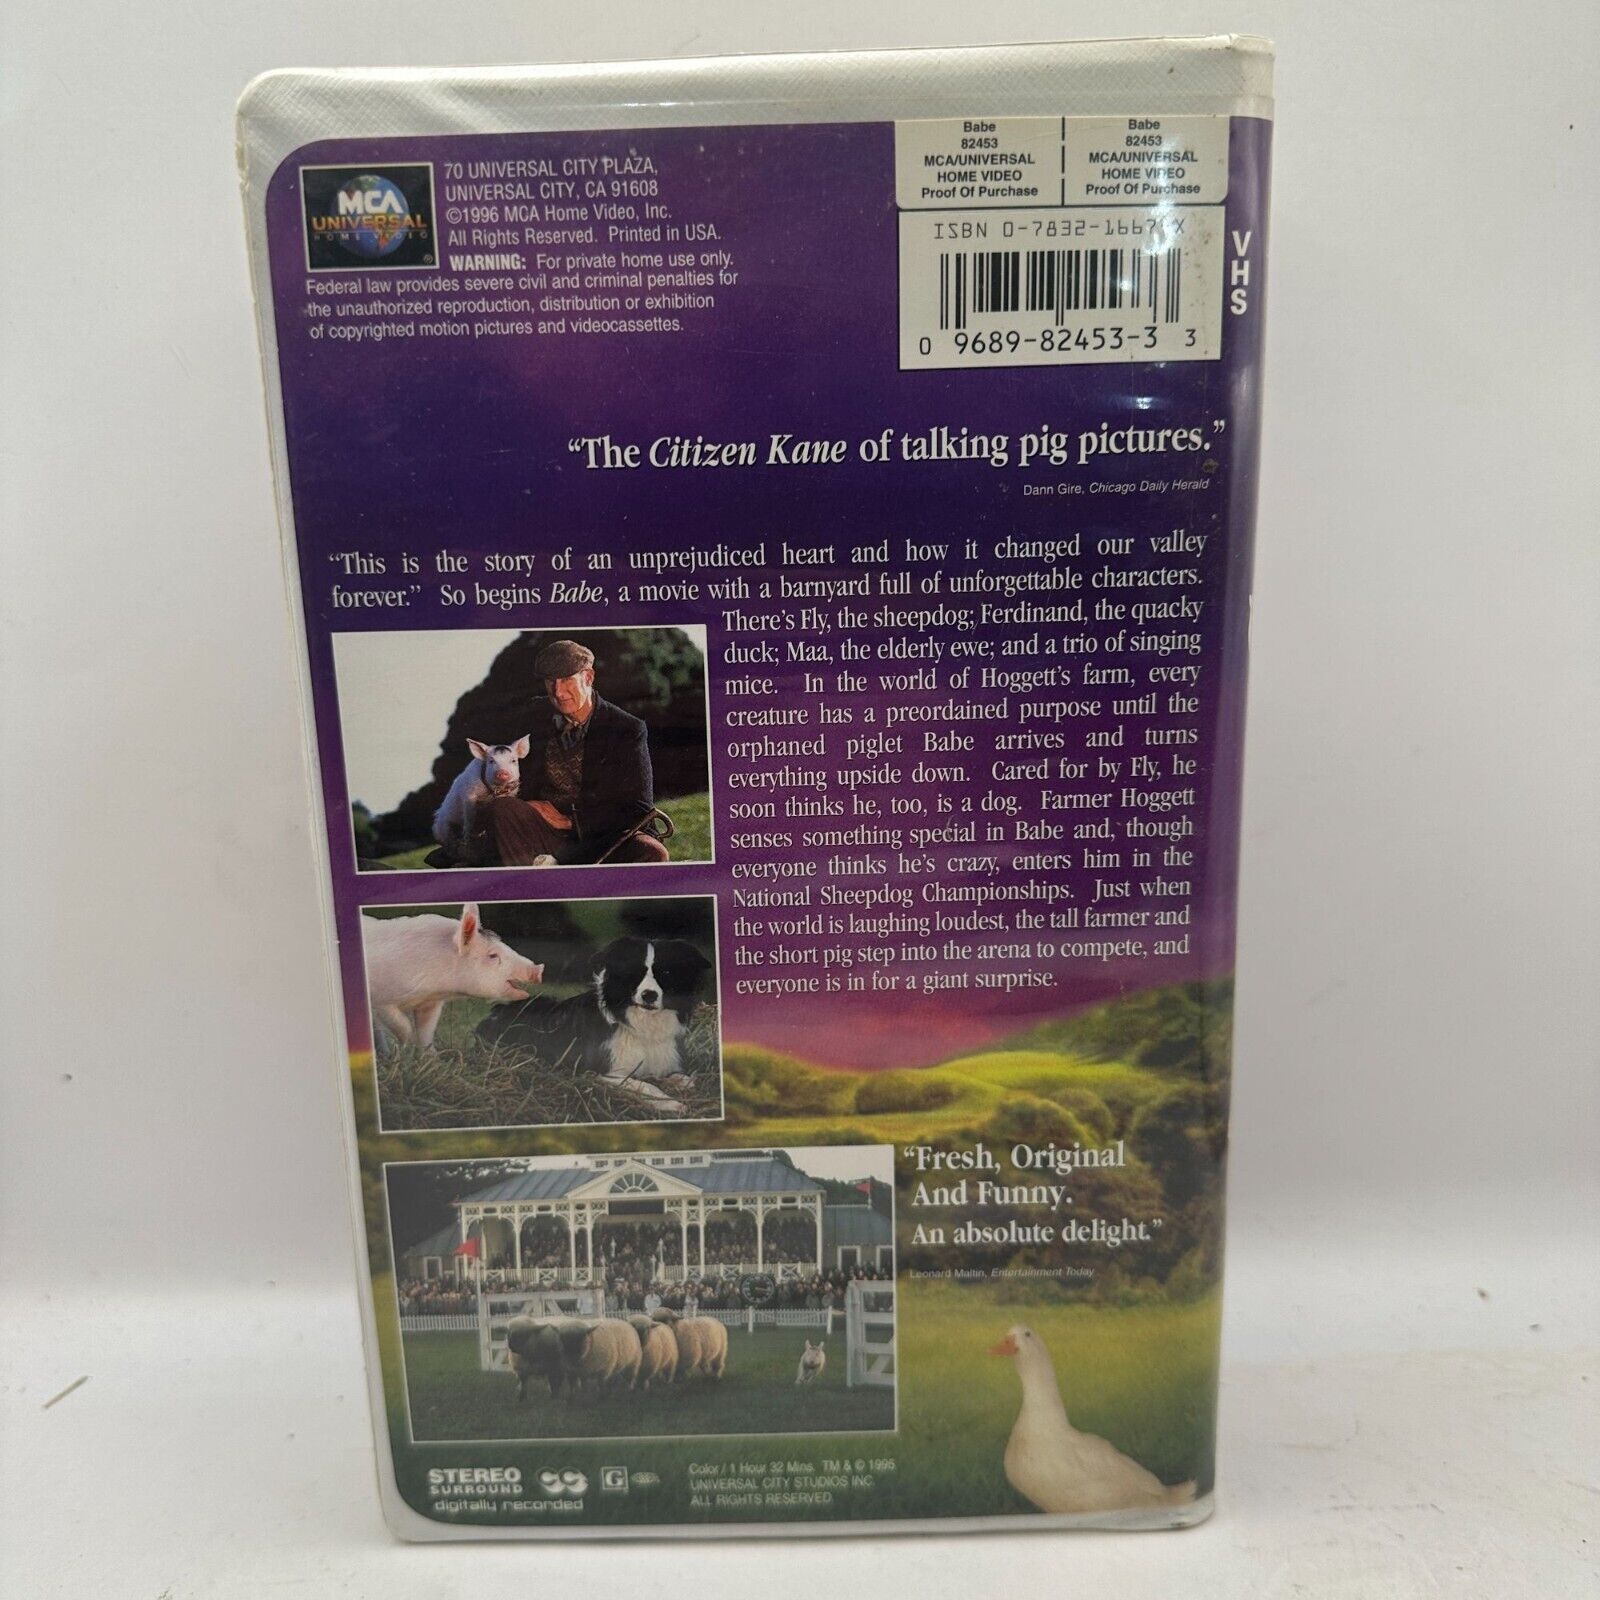 MCA
UNIVERSAL
HOME VIDEO
70 UNIVERSAL CITY PLAZA,
UNIVERSAL CITY, CA 91608
©1996 MCA Home Video, Inc.
All Rights Reserved. Printed in USA.
WARNING: For private home use only.
Federal law provides severe civil and criminal penalties for
the unauthorized reproduction, distribution or exhibition
of copyrighted motion pictures and videocassettes.
Babe
82453
MCA/UNIVERSAL
HOME VIDEO
Proof Of Purchase
Babe
82453
MCA/UNIVERSAL
HOME VIDEO
Proof Of Purchase
ISBN
0 9689-82453-3 3
VHS
“The Citizen Kane of talking pig pictures.”
Dann Gire, Chicago Daily Herald
“This is the story of an unprejudiced heart and how it changed our valley
forever.” So begins Babe, a movie with a barnyard full of unforgettable characters.
There's Fly, the sheepdog; Ferdinand, the quacky
duck; Maa, the elderly ewe; and a trio of singing
mice. In the world of Hoggett's farm, every
creature has a preordained purpose until the
orphaned piglet Babe arrives and turns
everything upside down. Cared for by Fly, he
soon thinks he, too, is a dog. Farmer Hoggett
senses something special in Babe and, though
everyone thinks he's crazy, enters him in the
National Sheepdog Championships. Just when
the world is laughing loudest, the tall farmer and
the short pig step into the arena to compete, and
everyone is in for a giant surprise.
“Fresh, Original
And Funny.
An absolute delight.”
Leonard Maltin, Entertainment Today
STEREO
SURROUND
digitally recorded
CC
G
Color / 1 Hour 32 Mins. TM & © 1995
UNIVERSAL CITY STUDIOS INC.
ALL RIGHTS RESERVED